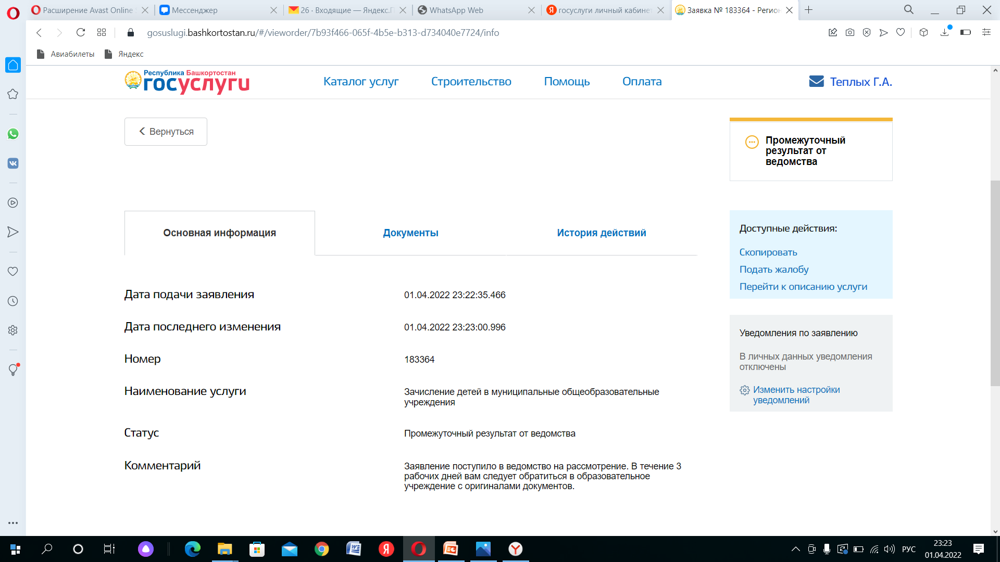 Расширение Avast Online
Мессенджер
26 · Входящие — Яндекс.
WhatsApp Web
госуслуги личный кабинет
Заявка № 183364 - Регио
gosuslugi.bashkortostan.ru/#/vieworder/7b93f466-065f-4b5e-b313-d734040e7724/info
Авиабилеты
Яндекс
Республика Башкортостан
госуслуги
Каталог услуг
Строительство
Помощь
Оплата
Теплых Г.А.
Вернуться
Промежуточный
результат от
ведомства
Основная информация
Документы
История действий
Доступные действия:
Скопировать
Подать жалобу
Перейти к описанию услуги
Дата подачи заявления
01.04.2022 23:22:35.466
Дата последнего изменения
01.04.2022 23:23:00.996
Номер
183364
Наименование услуги
Зачисление детей в муниципальные общеобразовательные
учреждения
Статус
Промежуточный результат от ведомства
Комментарий
Заявление поступило в ведомство на рассмотрение. В течение 3
рабочих дней вам следует обратиться в образовательное
учреждение с оригиналами документов.
Уведомления по заявлению
В личных данных уведомления
отключены
Изменить настройки
уведомлений
РУС
23:23
01.04.2022